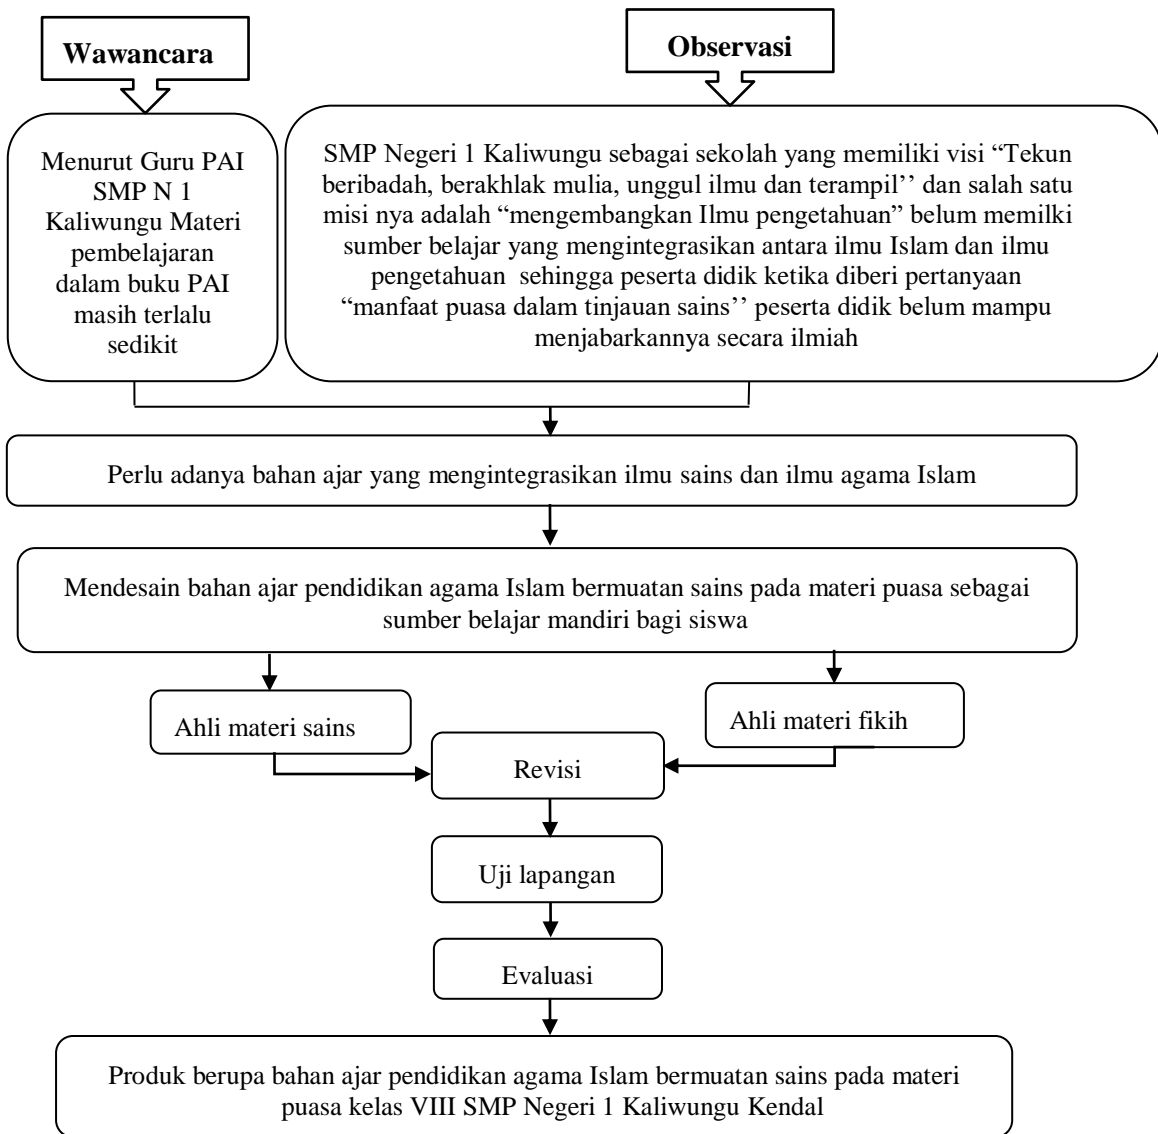 Wawancara
Observasi
Menurut Guru PAI
SMP N 1
Kaliwungu Materi
pembelajaran
dalam buku PAI
masih terlalu
sedikit
SMP Negeri 1 Kaliwungu sebagai sekolah yang memiliki visi “Tekun
beribadah, berakhlak mulia, unggul ilmu dan terampil’’ dan salah satu
misi nya adalah “mengembangkan Ilmu pengetahuan” belum memilki
sumber belajar yang mengintegrasikan antara ilmu Islam dan ilmu
pengetahuan sehingga peserta didik ketika diberi pertanyaan
“manfaat puasa dalam tinjauan sains’’ peserta didik belum mampu
menjabarkannya secara ilmiah
Perlu adanya bahan ajar yang mengintegrasikan ilmu sains dan ilmu agama Islam
Mendesain bahan ajar pendidikan agama Islam bermuatan sains pada materi puasa sebagai
sumber belajar mandiri bagi siswa
Ahli materi sains
Ahli materi fikih
Revisi
Uji lapangan
Evaluasi
Produk berupa bahan ajar pendidikan agama Islam bermuatan sains pada materi
puasa kelas VIII SMP Negeri 1 Kaliwungu Kendal